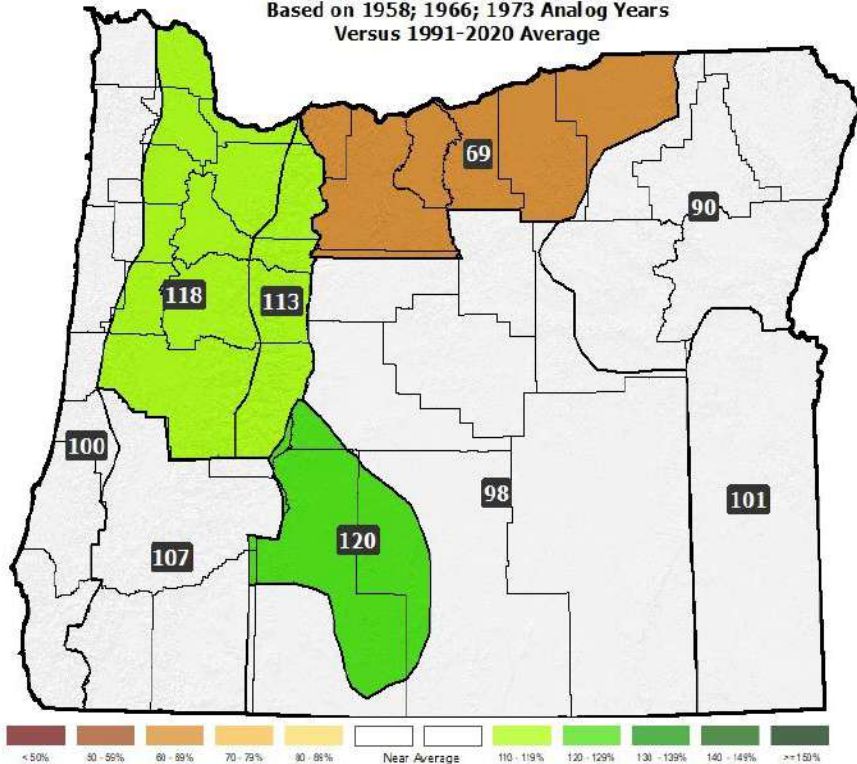 Based on 1958; 1966; 1973 Analog Years
Versus 1991-2020 Average
69
90
118
113
100
98
101
120
107
< 50%
50 - 59%
60 - 69%
70 - 79%
80 - 89%
Near Average
110 - 119%
120 - 129%
130 - 139%
140 - 149%
>=150%